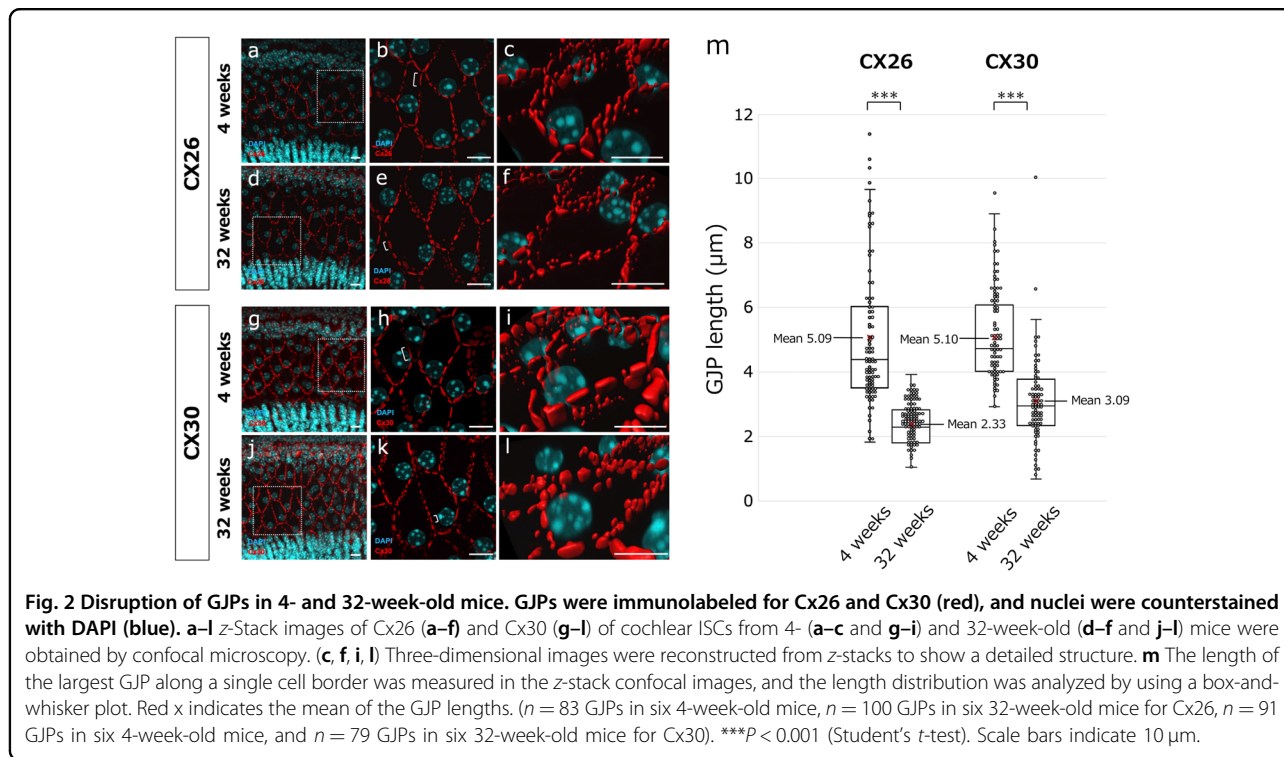 CX26
4 weeks
a
DAPI
b
DAPI
Cx26
c
32 weeks
d
DAPI
e
DAPI
Cx26
f
CX30
4 weeks
g
DAPI
h
DAPI
Cx30
i
32 weeks
j
DAPI
Cx30
k
DAPI
Cx30
l
m
CX26 CX30
*** ***
GJP length (µm)
12
10
8
6
4
2
0
Mean 5.09
Mean 2.33
Mean 5.10
Mean 3.09
4 weeks 32 weeks 4 weeks 32 weeks
Fig. 2 Disruption of GJPs in 4- and 32-week-old mice. GJPs were immunolabeled for Cx26 and Cx30 (red), and nuclei were counterstained
with DAPI (blue). a–l z-Stack images of Cx26 (a–f) and Cx30 (g–l) of cochlear ISCs from 4- (a–c and g–i) and 32-week-old (d–f and j–l) mice were
obtained by confocal microscopy. (c, f, i, l) Three-dimensional images were reconstructed from z-stacks to show a detailed structure. m The length of
the largest GJP along a single cell border was measured in the z-stack confocal images, and the length distribution was analyzed by using a box-and-
whisker plot. Red x indicates the mean of the GJP lengths. (n = 83 GJPs in six 4-week-old mice, n = 100 GJPs in six 32-week-old mice for Cx26, n = 91
GJPs in six 4-week-old mice, and n = 79 GJPs in six 32-week-old mice for Cx30). ***P < 0.001 (Student's t-test). Scale bars indicate 10 µm.